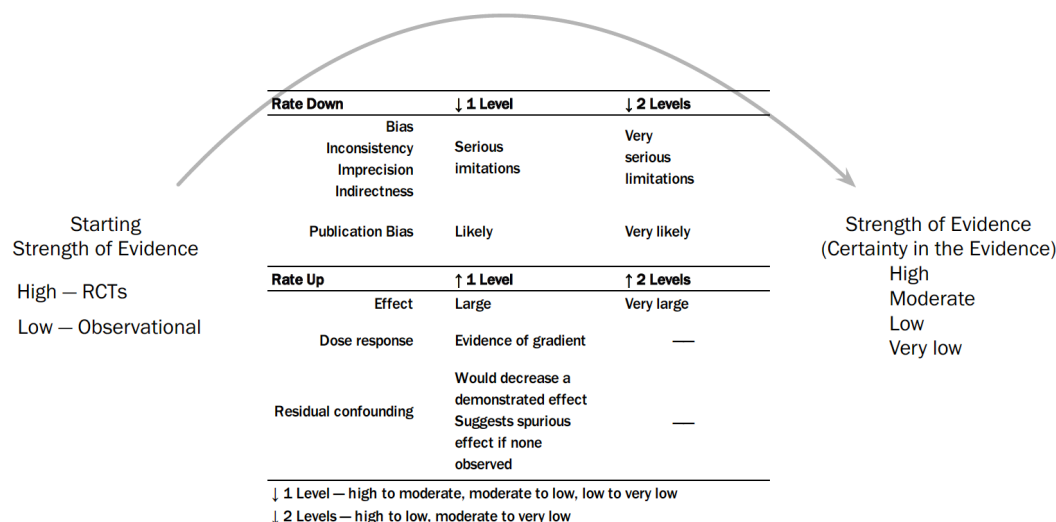 Rate Down ↓ 1 Level ↓ 2 Levels
Bias
Inconsistency
Imprecision
Indirectness
Serious
imitations
Very
serious
limitations
Publication Bias Likely Very likely
Starting
Strength of Evidence
High — RCTs
Low — Observational
Rate Up ↑ 1 Level ↑ 2 Levels
Effect Large Very large
Dose response Evidence of gradient —
Residual confounding
Would decrease a
demonstrated effect
Suggests spurious
effect if none
observed
—
↓ 1 Level — high to moderate, moderate to low, low to very low
↓ 2 Levels — high to low, moderate to very low
Strength of Evidence
(Certainty in the Evidence)
High
Moderate
Low
Very low